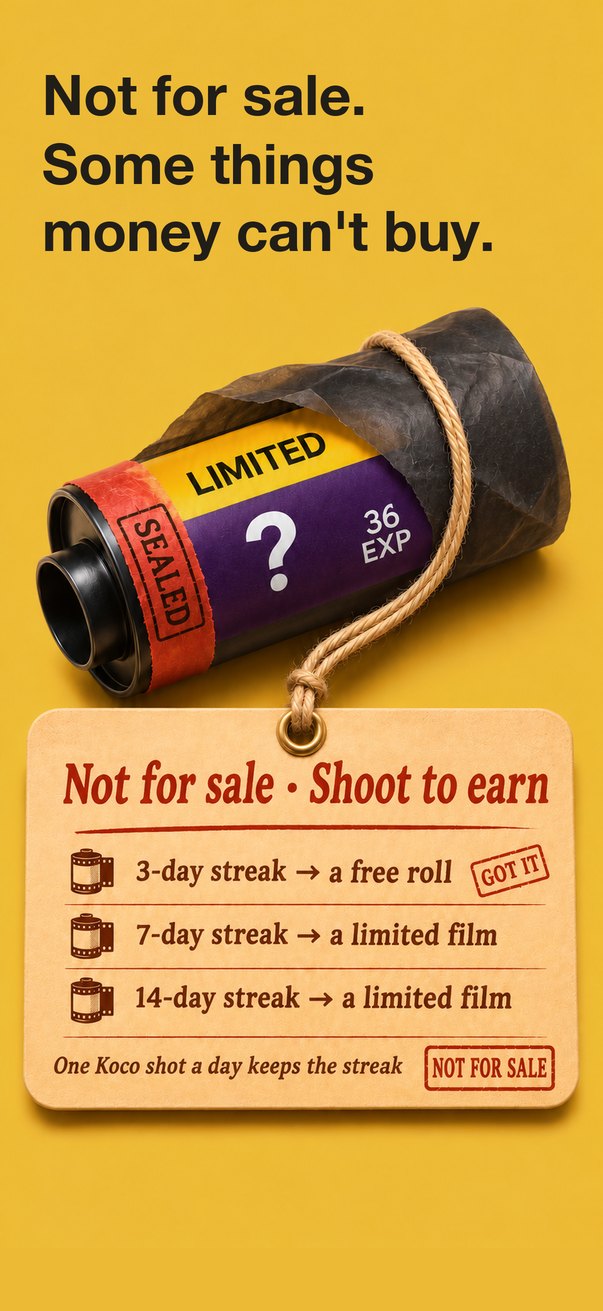 Not for sale.
Some things
money can't buy.
LIMITED
?
36
EXP
SEALED
Not for sale · Shoot to earn
3-day streak → a free roll
GOT IT
7-day streak → a limited film
14-day streak → a limited film
One Koco shot a day keeps the streak
NOT FOR SALE